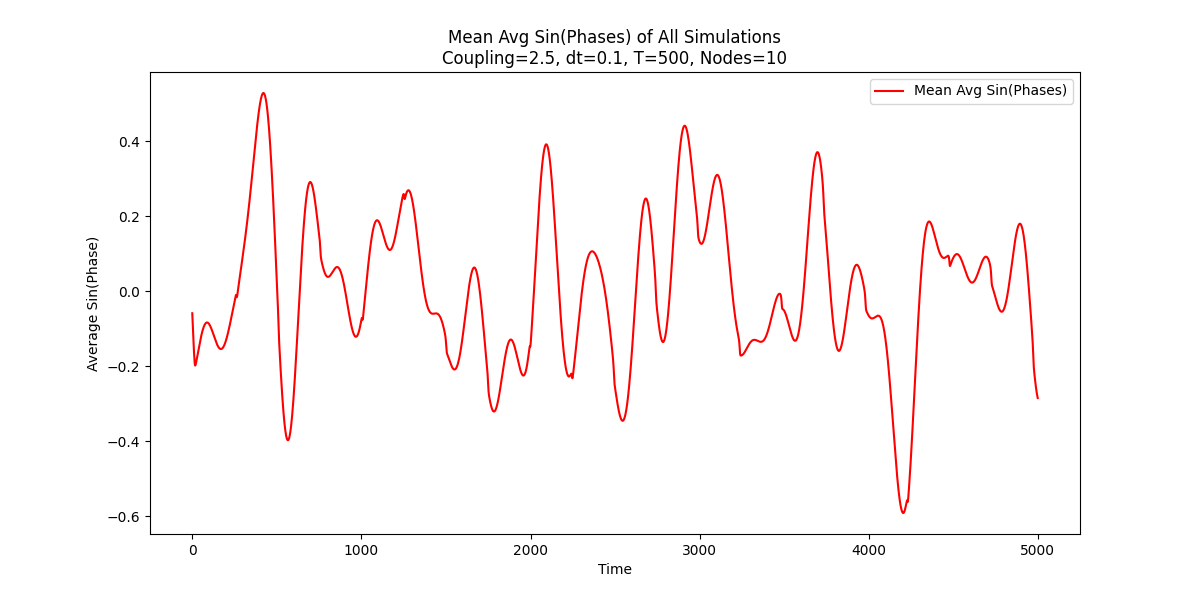 Mean Avg Sin(Phases) of All Simulations
Coupling=2.5, dt=0.1, T=500, Nodes=10
Mean Avg Sin(Phases)
Average Sin(Phase)
0.4
0.2
0.0
−0.2
−0.4
−0.6
0 1000 2000 3000 4000 5000
Time